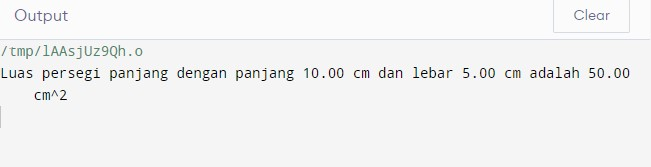 Output
Clear
/tmp/lAAsjUz9Qh.o
Luas persegi panjang dengan panjang 10.00 cm dan lebar 5.00 cm adalah 50.00
cm^2